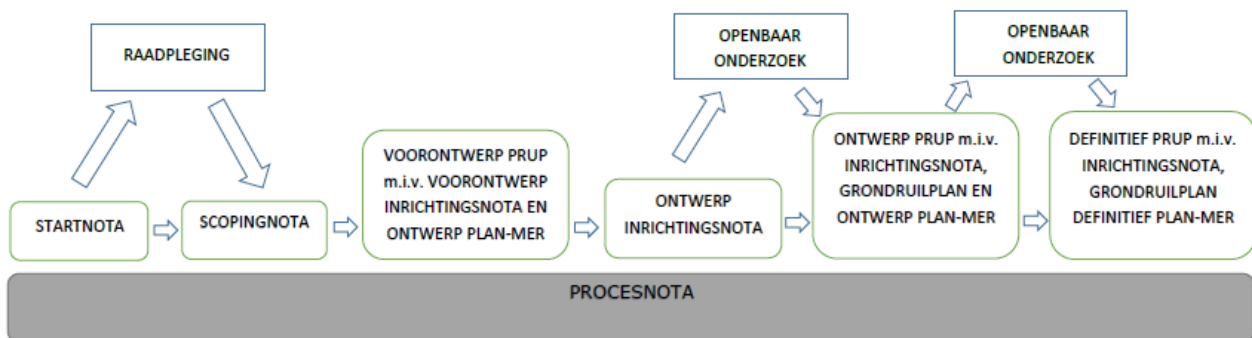 RAADPLEGING
OPENBAAR
ONDERZOEK
OPENBAAR
ONDERZOEK
STARTNOTA
SCOPINGNOTA
VOORONTWERP PRUP
m.i.v. VOORONTWERP
INRICHTINGSNOTA EN
ONTWERP PLAN-MER
ONTWERP
INRICHTINGSNOTA
ONTWERP PRUP m.i.v.
INRICHTINGSNOTA,
GRONDRUILPLAN EN
ONTWERP PLAN-MER
DEFINITIEF PRUP m.i.v.
INRICHTINGSNOTA,
GRONDRUILPLAN
DEFINITIEF PLAN-MER
PROCESNOTA